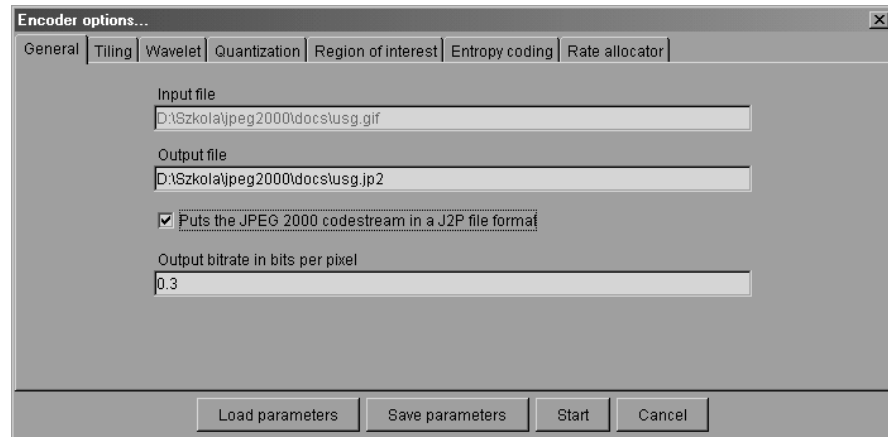 Encoder options...
General Tiling Wavelet Quantization Region of interest Entropy coding Rate allocator
Input file
D:\Szkola\jpeg2000\docs\usg.gif
Output file
D:\Szkola\jpeg2000\docs\usg.jp2
Puts the JPEG 2000 codestream in a J2P file format
Output bitrate in bits per pixel
0.3
Load parameters Save parameters Start Cancel